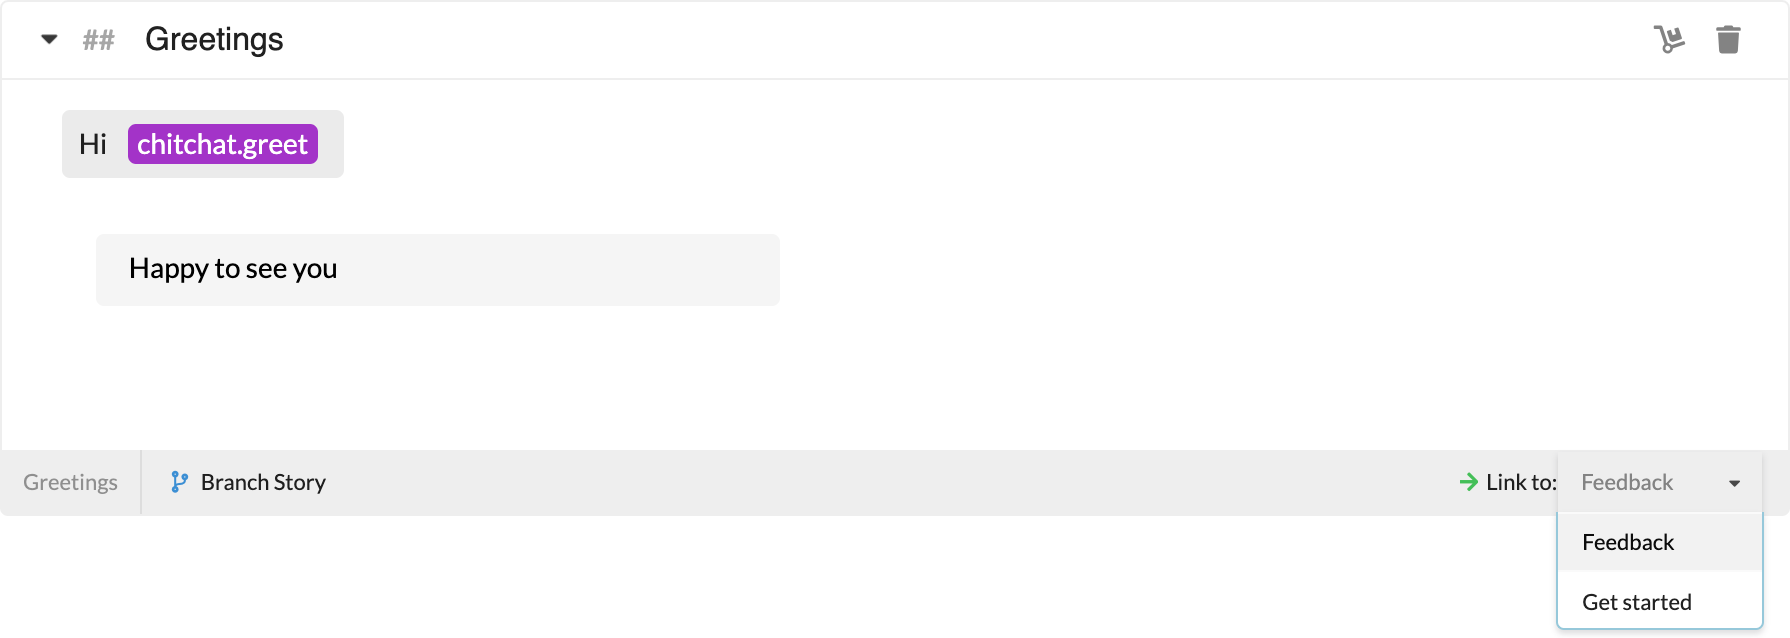 ## Greetings
Hi chitchat.greet
Happy to see you
Greetings Branch Story Link to: Feedback
Feedback
Get started